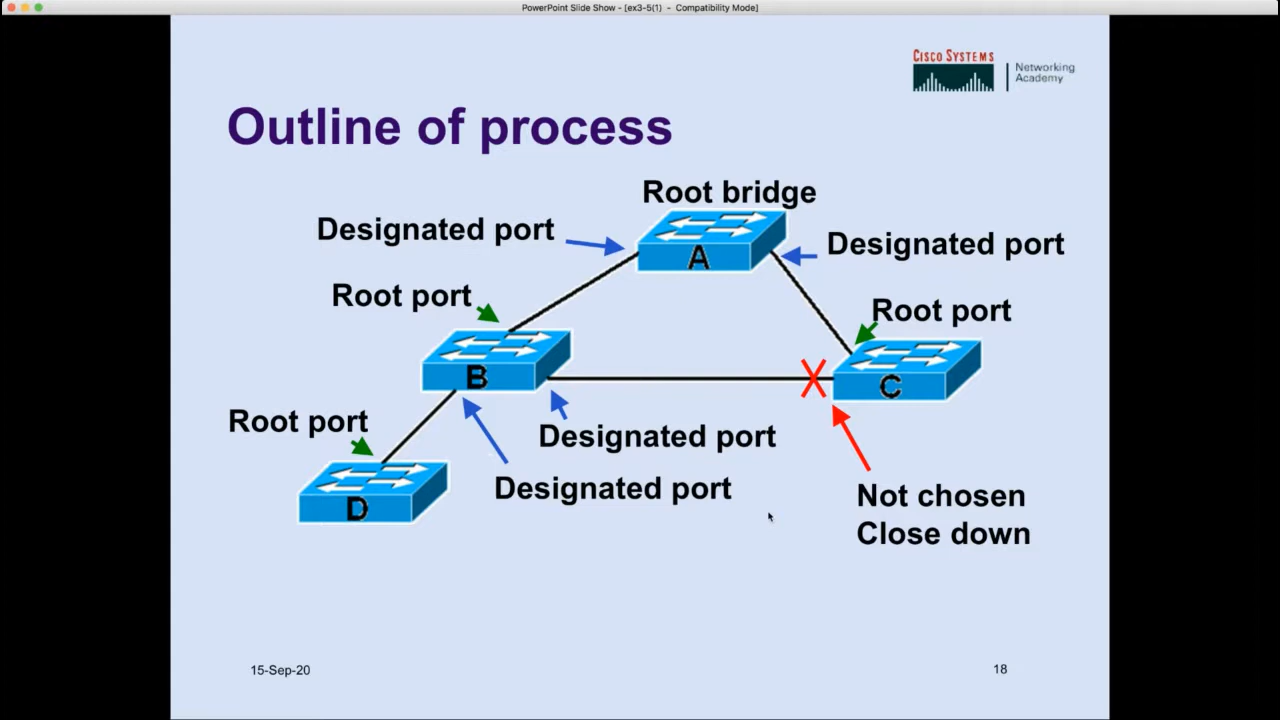 PowerPoint Slide Show - [ex3-5(1) - Compatibility Mode]
CISCO SYSTEMS
Networking
Academy
Outline of process
Root bridge
Designated port
A
Designated port
Root port
Root port
B
C
Root port
Designated port
Designated port
D
Not chosen
Close down
15-Sep-20
18